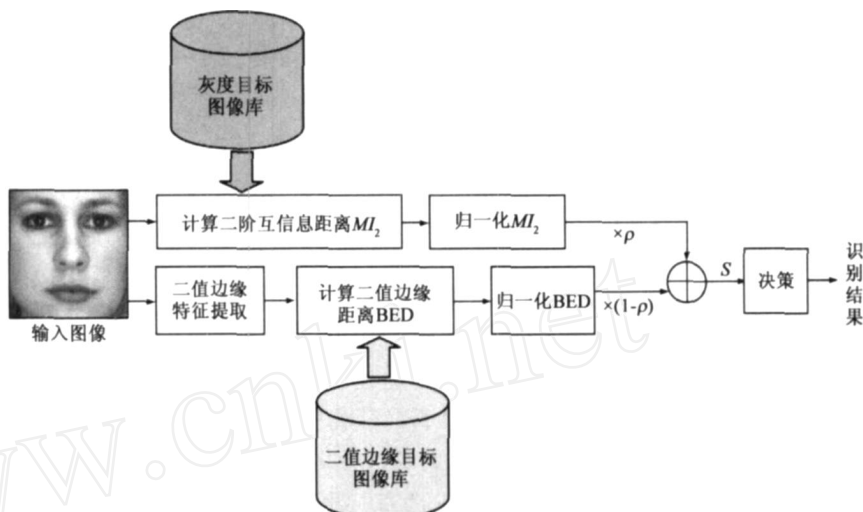 灰度目标
图像库
计算二阶互信息距离MI₂
归一化MI₂
×ρ
识别结果
二值边缘
特征提取
计算二值边缘
距离BED
归一化BED
×(1-ρ)
S
决策
输入图像
二值边缘目标
图像库
www.cnki.net